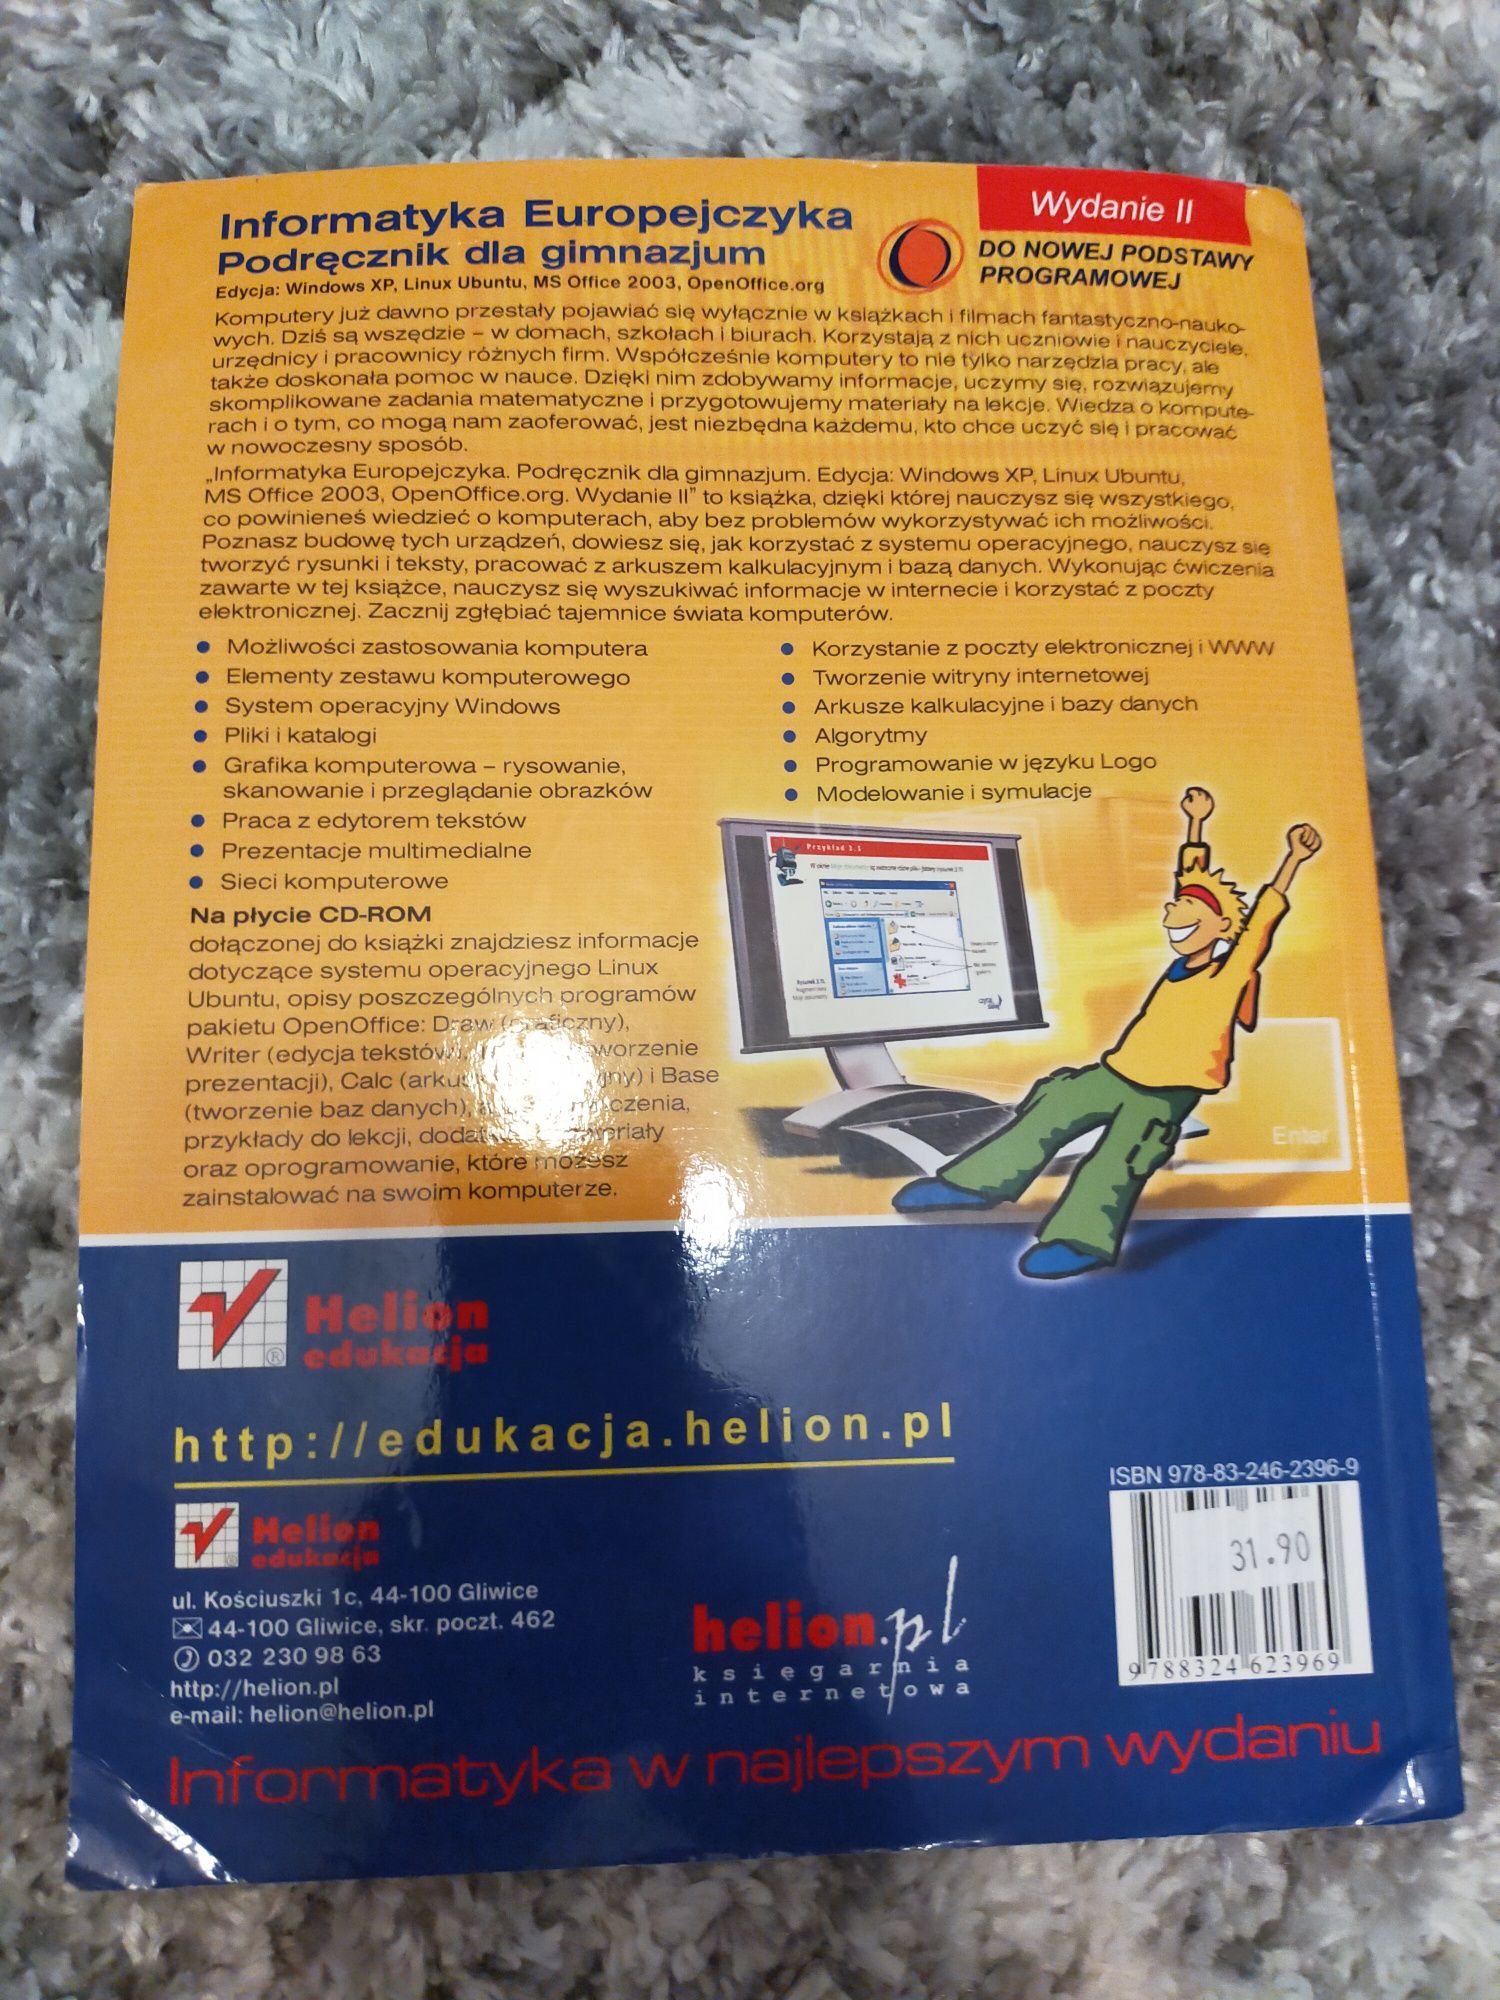 Informatyka Europejczyka
Podręcznik dla gimnazjum
Edycja: Windows XP, Linux Ubuntu, MS Office 2003, OpenOffice.org
Wydanie II
DO NOWEJ PODSTAWY
PROGRAMOWEJ
Komputery już dawno przestały pojawiać się wyłącznie w książkach i filmach fantastyczno-nauko-
wych. Dziś są wszędzie – w domach, szkołach i biurach. Korzystają z nich uczniowie i nauczyciele,
urzędnicy i pracownicy różnych firm. Współcześnie komputery to nie tylko narzędzia pracy, ale
także doskonała pomoc w nauce. Dzięki nim zdobywamy informacje, uczymy się, rozwiązujemy
skomplikowane zadania matematyczne i przygotowujemy materiały na lekcje. Wiedza o kompute-
rach i o tym, co mogą nam zaoferować, jest niezbędna każdemu, kto chce uczyć się i pracować
w nowoczesny sposób.
„Informatyka Europejczyka. Podręcznik dla gimnazjum. Edycja: Windows XP, Linux Ubuntu,
MS Office 2003, OpenOffice.org. Wydanie II” to książka, dzięki której nauczysz się wszystkiego,
co powinieneś wiedzieć o komputerach, aby bez problemów wykorzystywać ich możliwości.
Poznasz budowę tych urządzeń, dowiesz się, jak korzystać z systemu operacyjnego, nauczysz się
tworzyć rysunki i teksty, pracować z arkuszem kalkulacyjnym i bazą danych. Wykonując ćwiczenia
zawarte w tej książce, nauczysz się wyszukiwać informacje w internecie i korzystać z poczty
elektronicznej. Zacznij zgłębiać tajemnice świata komputerów.
• Możliwości zastosowania komputera
• Elementy zestawu komputerowego
• System operacyjny Windows
• Pliki i katalogi
• Grafika komputerowa – rysowanie,
skanowanie i przeglądanie obrazków
• Praca z edytorem tekstów
• Prezentacje multimedialne
• Sieci komputerowe
• Korzystanie z poczty elektronicznej i WWW
• Tworzenie witryny internetowej
• Arkusze kalkulacyjne i bazy danych
• Algorytmy
• Programowanie w języku Logo
• Modelowanie i symulacje
Na płycie CD-ROM
dołączonej do książki znajdziesz informacje
dotyczące systemu operacyjnego Linux
Ubuntu, opisy poszczególnych programów
pakietu OpenOffice: Draw (graficzny),
Writer (edycja tekstów), tworzenie
prezentacji), Calc (arkusz i Base
(tworzenie baz danych),
przykłady do lekcji, materiały
oraz oprogramowanie, które możesz
zainstalować na swoim komputerze.
Przykład 3.3
Enter
Helion
edukacja
http://edukacja.helion.pl
Helion
edukacja
ul. Kościuszki 1c, 44-100 Gliwice
44-100 Gliwice, skr. poczt. 462
032 230 98 63
http://helion.pl
e-mail: helion@helion.pl
helion.pl
księgarnia
internetowa
ISBN 978-83-246-2396-9
31.90
9 788324 623969
Informatyka w najlepszym wydaniu